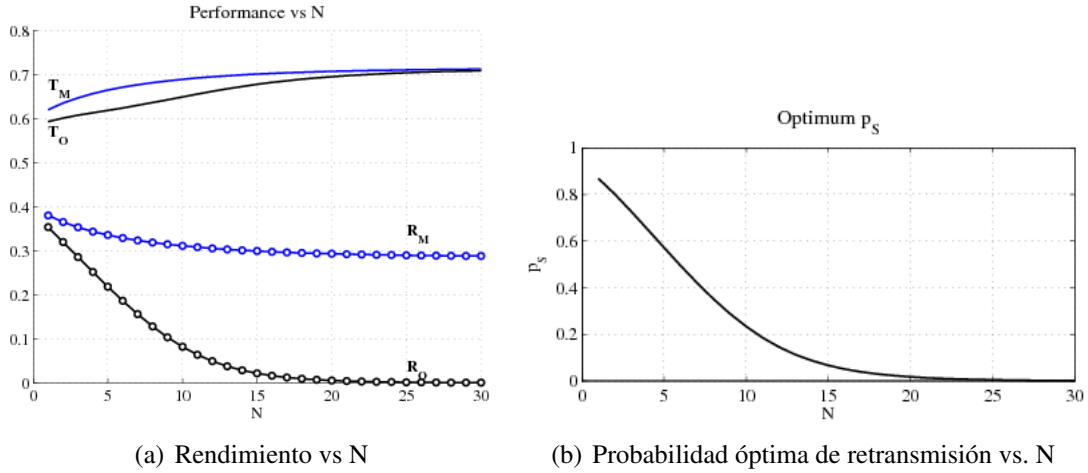 Performance vs N
0.8
0.7
0.6
0.5
0.4
0.3
0.2
0.1
0
T_M
T_O
R_M
R_O
0 5 10 15 20 25 30
N
Optimum p_S
1
0.8
0.6
0.4
0.2
0
p_S
0 5 10 15 20 25 30
N
(a) Rendimiento vs N
(b) Probabilidad óptima de retransmisión vs. N